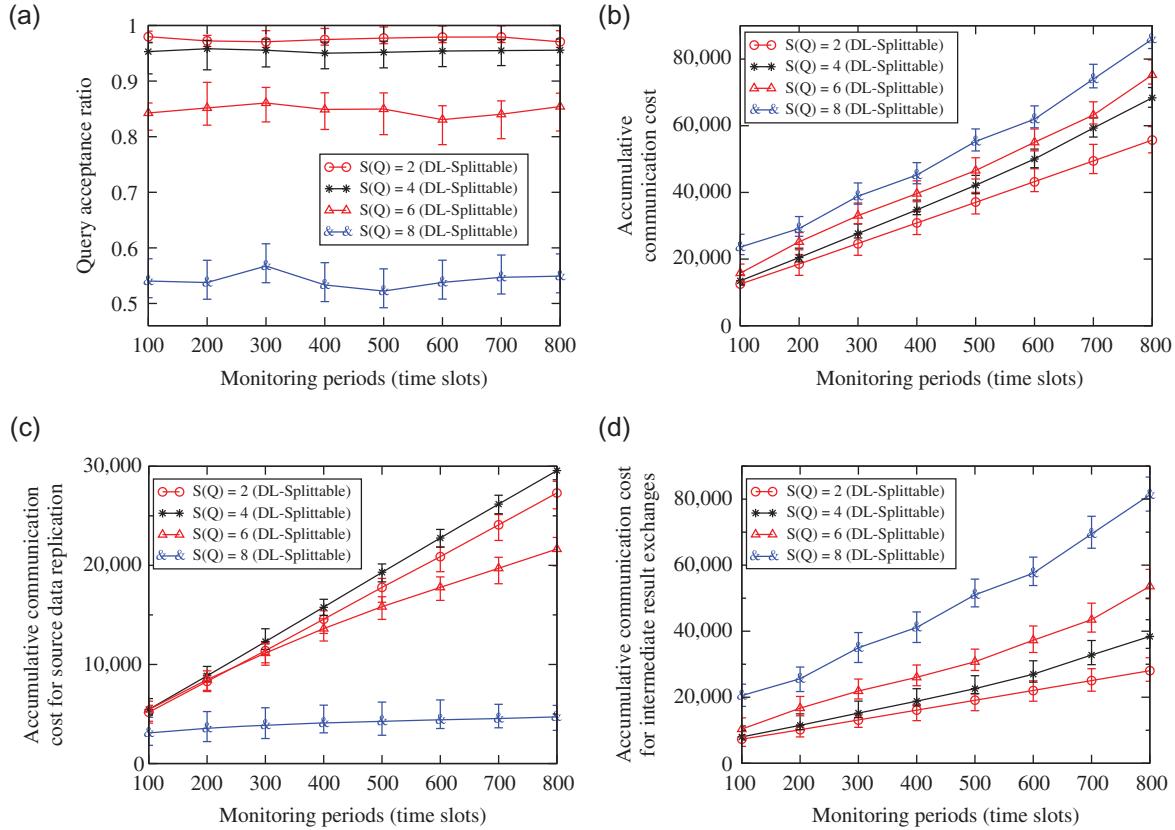 (a)
1
0.9
0.8
0.7
0.6
0.5
Query acceptance ratio
S(Q) = 2 (DL-Splittable)
S(Q) = 4 (DL-Splittable)
S(Q) = 6 (DL-Splittable)
S(Q) = 8 (DL-Splittable)
100 200 300 400 500 600 700 800
Monitoring periods (time slots)
(b)
80,000
60,000
40,000
20,000
0
Accumulative
communication cost
S(Q) = 2 (DL-Splittable)
S(Q) = 4 (DL-Splittable)
S(Q) = 6 (DL-Splittable)
S(Q) = 8 (DL-Splittable)
100 200 300 400 500 600 700 800
Monitoring periods (time slots)
(c)
30,000
20,000
10,000
0
Accumulative communication
cost for source data replication
S(Q) = 2 (DL-Splittable)
S(Q) = 4 (DL-Splittable)
S(Q) = 6 (DL-Splittable)
S(Q) = 8 (DL-Splittable)
100 200 300 400 500 600 700 800
Monitoring periods (time slots)
(d)
80,000
60,000
40,000
20,000
0
Accumulative communication cost
for intermediate result exchanges
S(Q) = 2 (DL-Splittable)
S(Q) = 4 (DL-Splittable)
S(Q) = 6 (DL-Splittable)
S(Q) = 8 (DL-Splittable)
100 200 300 400 500 600 700 800
Monitoring periods (time slots)